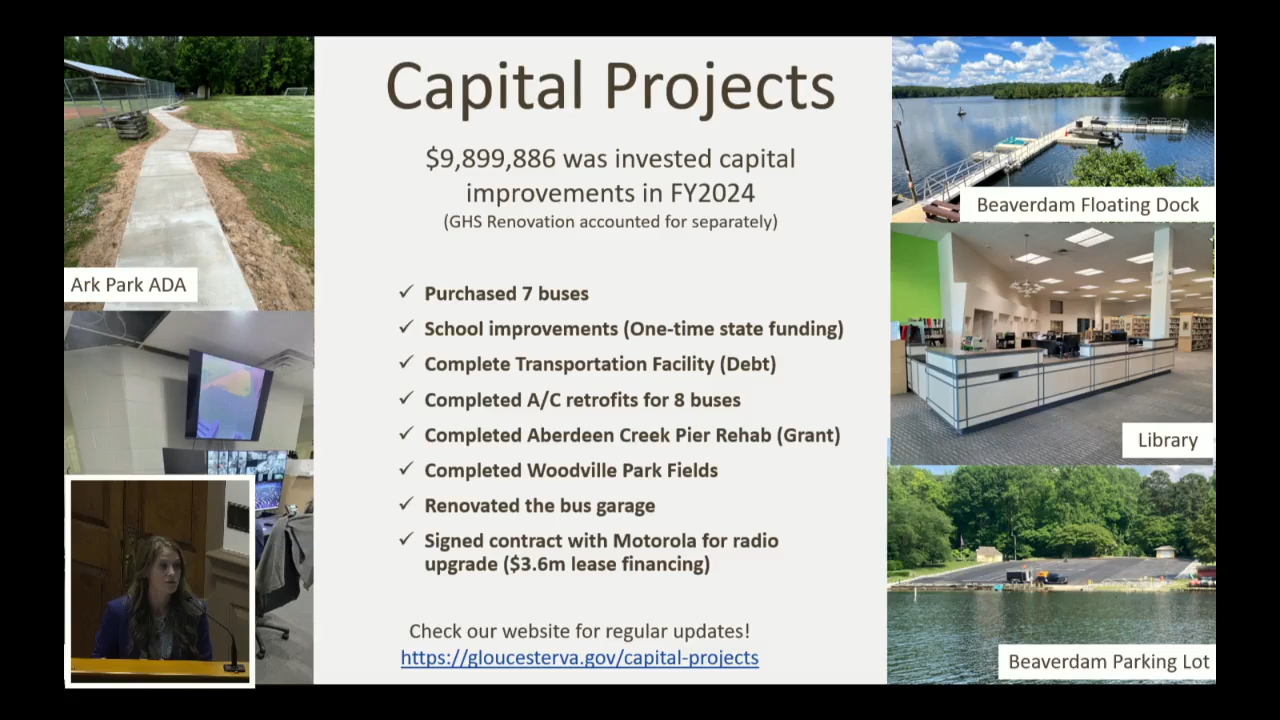 Capital Projects
$9,899,886 was invested capital
improvements in FY2024
(GHS Renovation accounted for separately)
✓ Purchased 7 buses
✓ School improvements (One-time state funding)
✓ Complete Transportation Facility (Debt)
✓ Completed A/C retrofits for 8 buses
✓ Completed Aberdeen Creek Pier Rehab (Grant)
✓ Completed Woodville Park Fields
✓ Renovated the bus garage
✓ Signed contract with Motorola for radio
upgrade ($3.6m lease financing)
Check our website for regular updates!
https://gloucesterva.gov/capital-projects
Ark Park ADA
Beaverdam Floating Dock
Library
Beaverdam Parking Lot